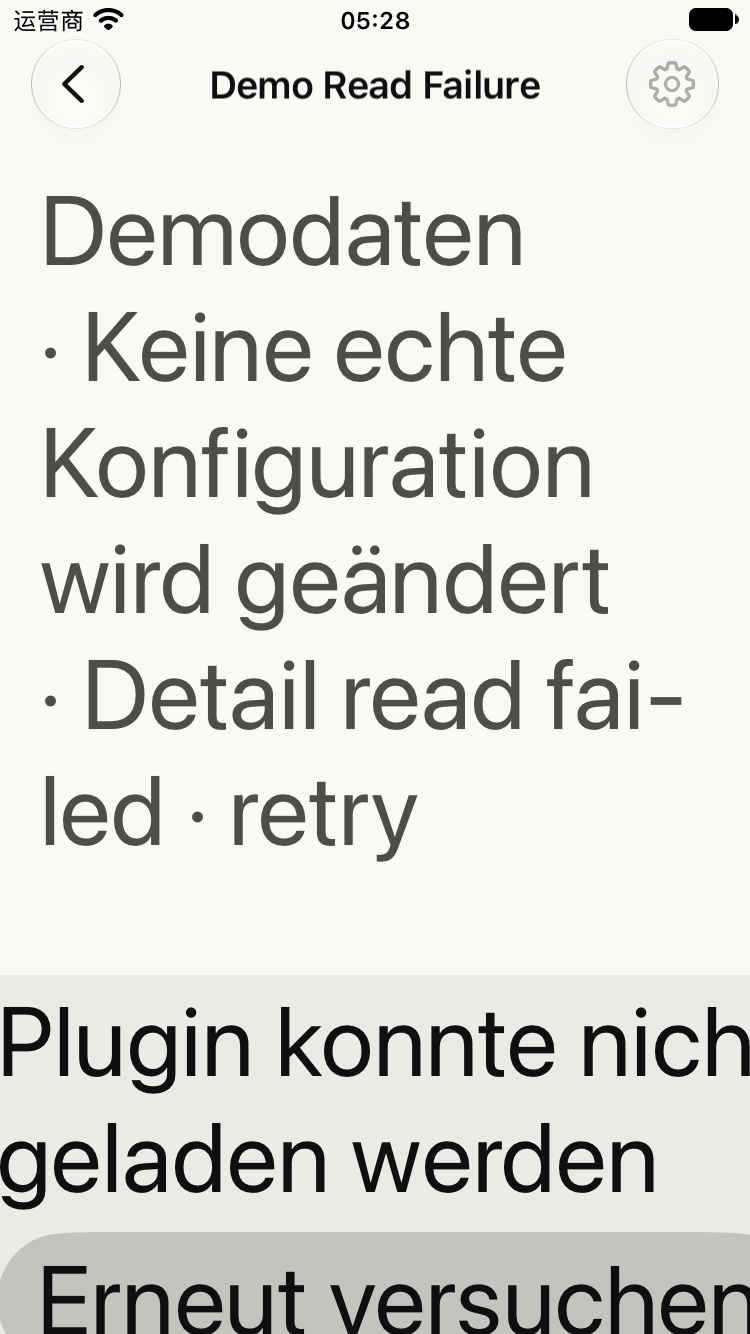 运营商
05:28
Demo Read Failure
Demodaten
· Keine echte
Konfiguration
wird geändert
· Detail read fai-
led · retry
Plugin konnte nich
geladen werden
Erneut versuchen